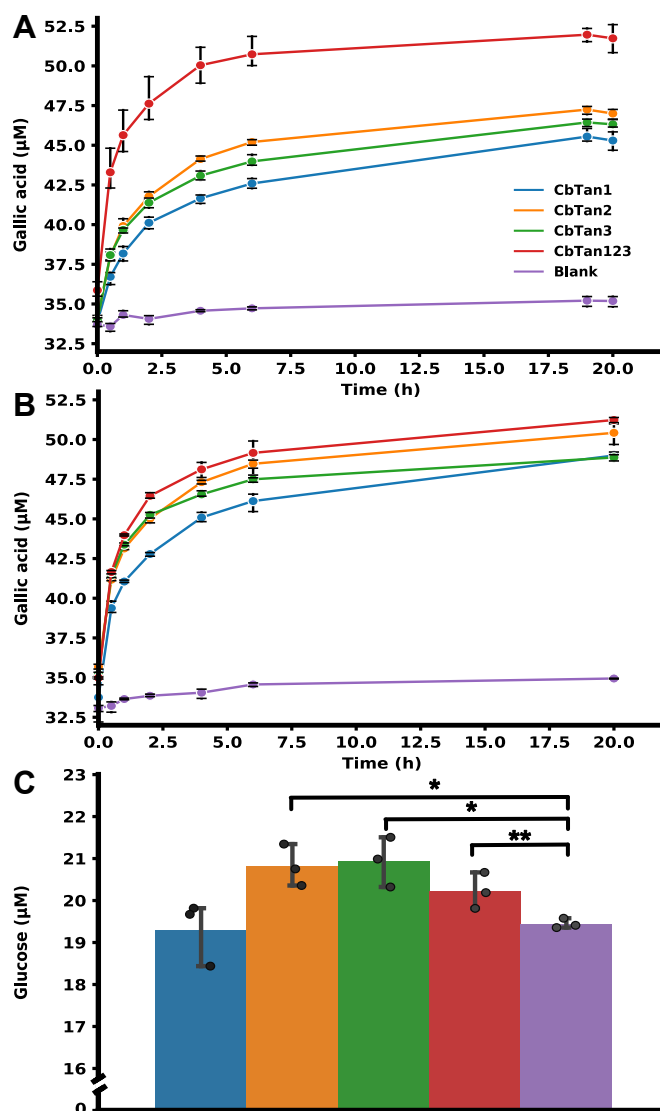 A
52.5
50.0
47.5
45.0
42.5
40.0
37.5
35.0
32.5
Gallic acid (µM)
CbTan1
CbTan2
CbTan3
CbTan123
Blank
0.0 2.5 5.0 7.5 10.0 12.5 15.0 17.5 20.0
Time (h)
B
52.5
50.0
47.5
45.0
42.5
40.0
37.5
35.0
32.5
Gallic acid (µM)
0.0 2.5 5.0 7.5 10.0 12.5 15.0 17.5 20.0
Time (h)
C
23
22
21
20
19
18
17
16
0
Glucose (µM)
*
*
**